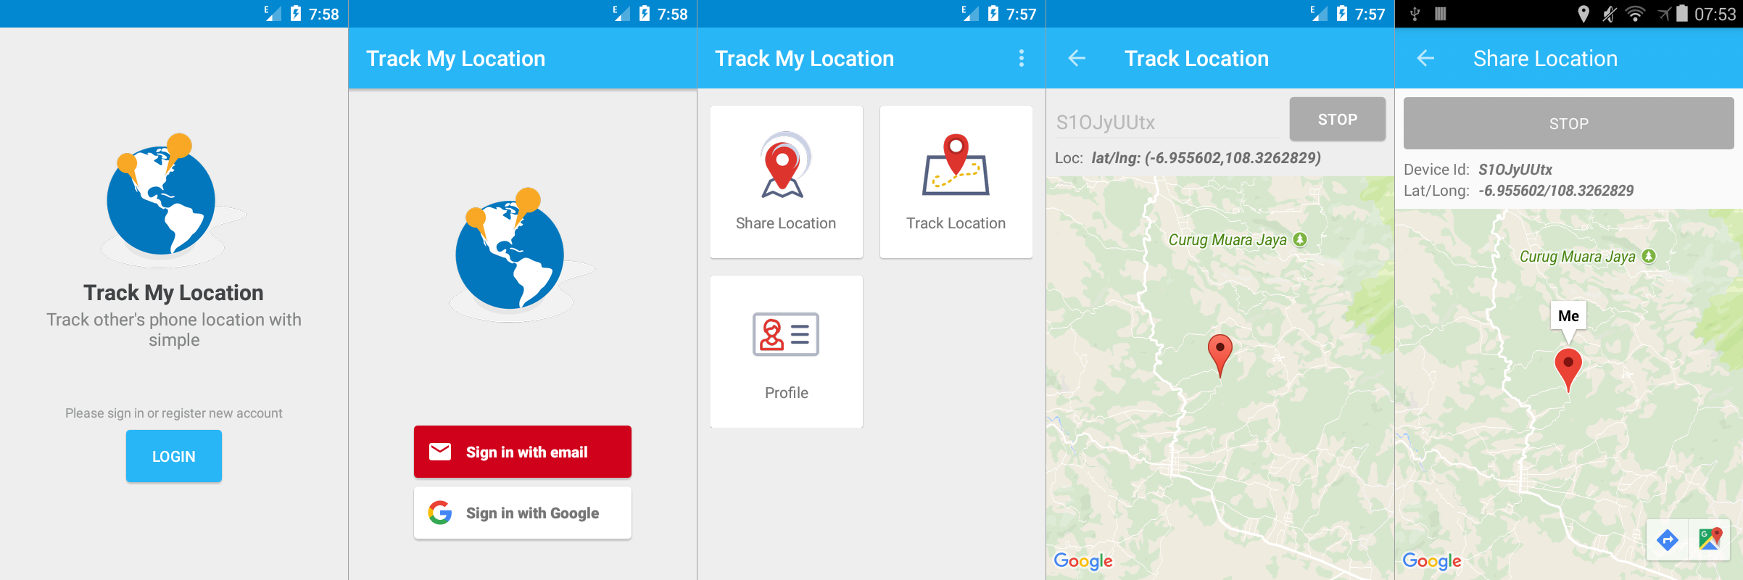 7:58
Track My Location
Track other's phone location with
simple
Please sign in or register new account
LOGIN
E 7:58
Track My Location
Sign in with email
Sign in with Google
E 7:57
Track My Location
Share Location
Track Location
Profile
E 7:57
Track Location
S1OJyUUtx
STOP
Loc: lat/lng: (-6.955602,108.3262829)
Curug Muara Jaya
Google
07:53
Share Location
STOP
Device Id: S1OJyUUtx
Lat/Long: -6.955602/108.3262829
Curug Muara Jaya
Me
Google